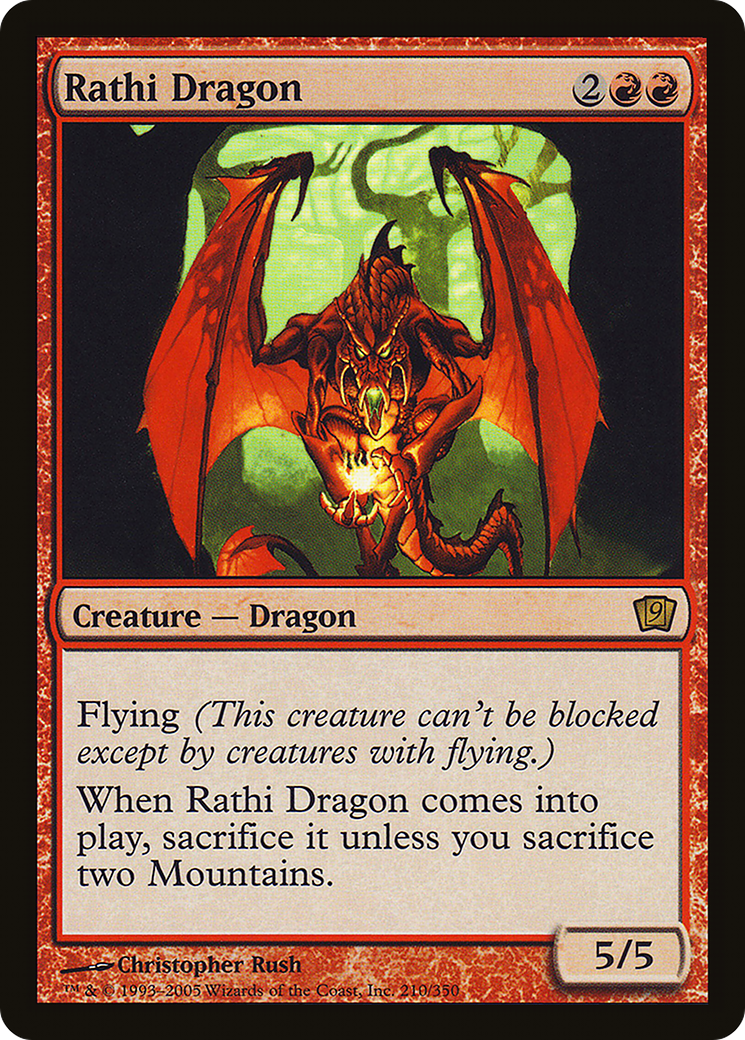 Rathi Dragon 2
Creature — Dragon 9
Flying (This creature can't be blocked
except by creatures with flying.)
When Rathi Dragon comes into
play, sacrifice it unless you sacrifice
two Mountains.
5/5
Christopher Rush
™ & © 1993–2005 Wizards of the Coast, Inc. 210/350